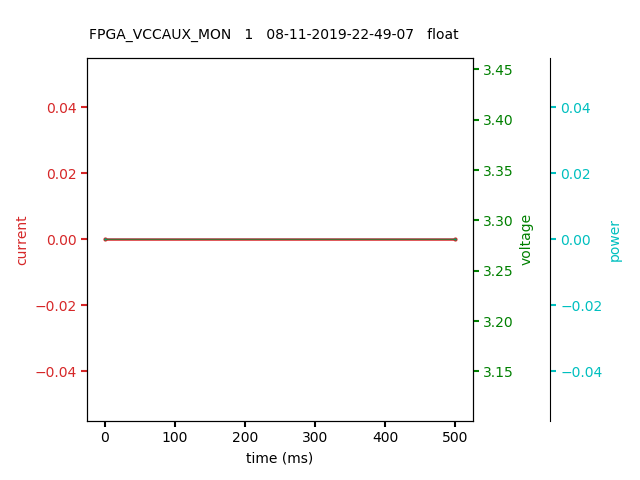 FPGA_VCCAUX_MON   1   08-11-2019-22-49-07   float
current
0.04
0.02
0.00
−0.02
−0.04
3.45
3.40
3.35
3.30
3.25
3.20
3.15
voltage
0.04
0.02
0.00
−0.02
−0.04
power
0 100 200 300 400 500
time (ms)